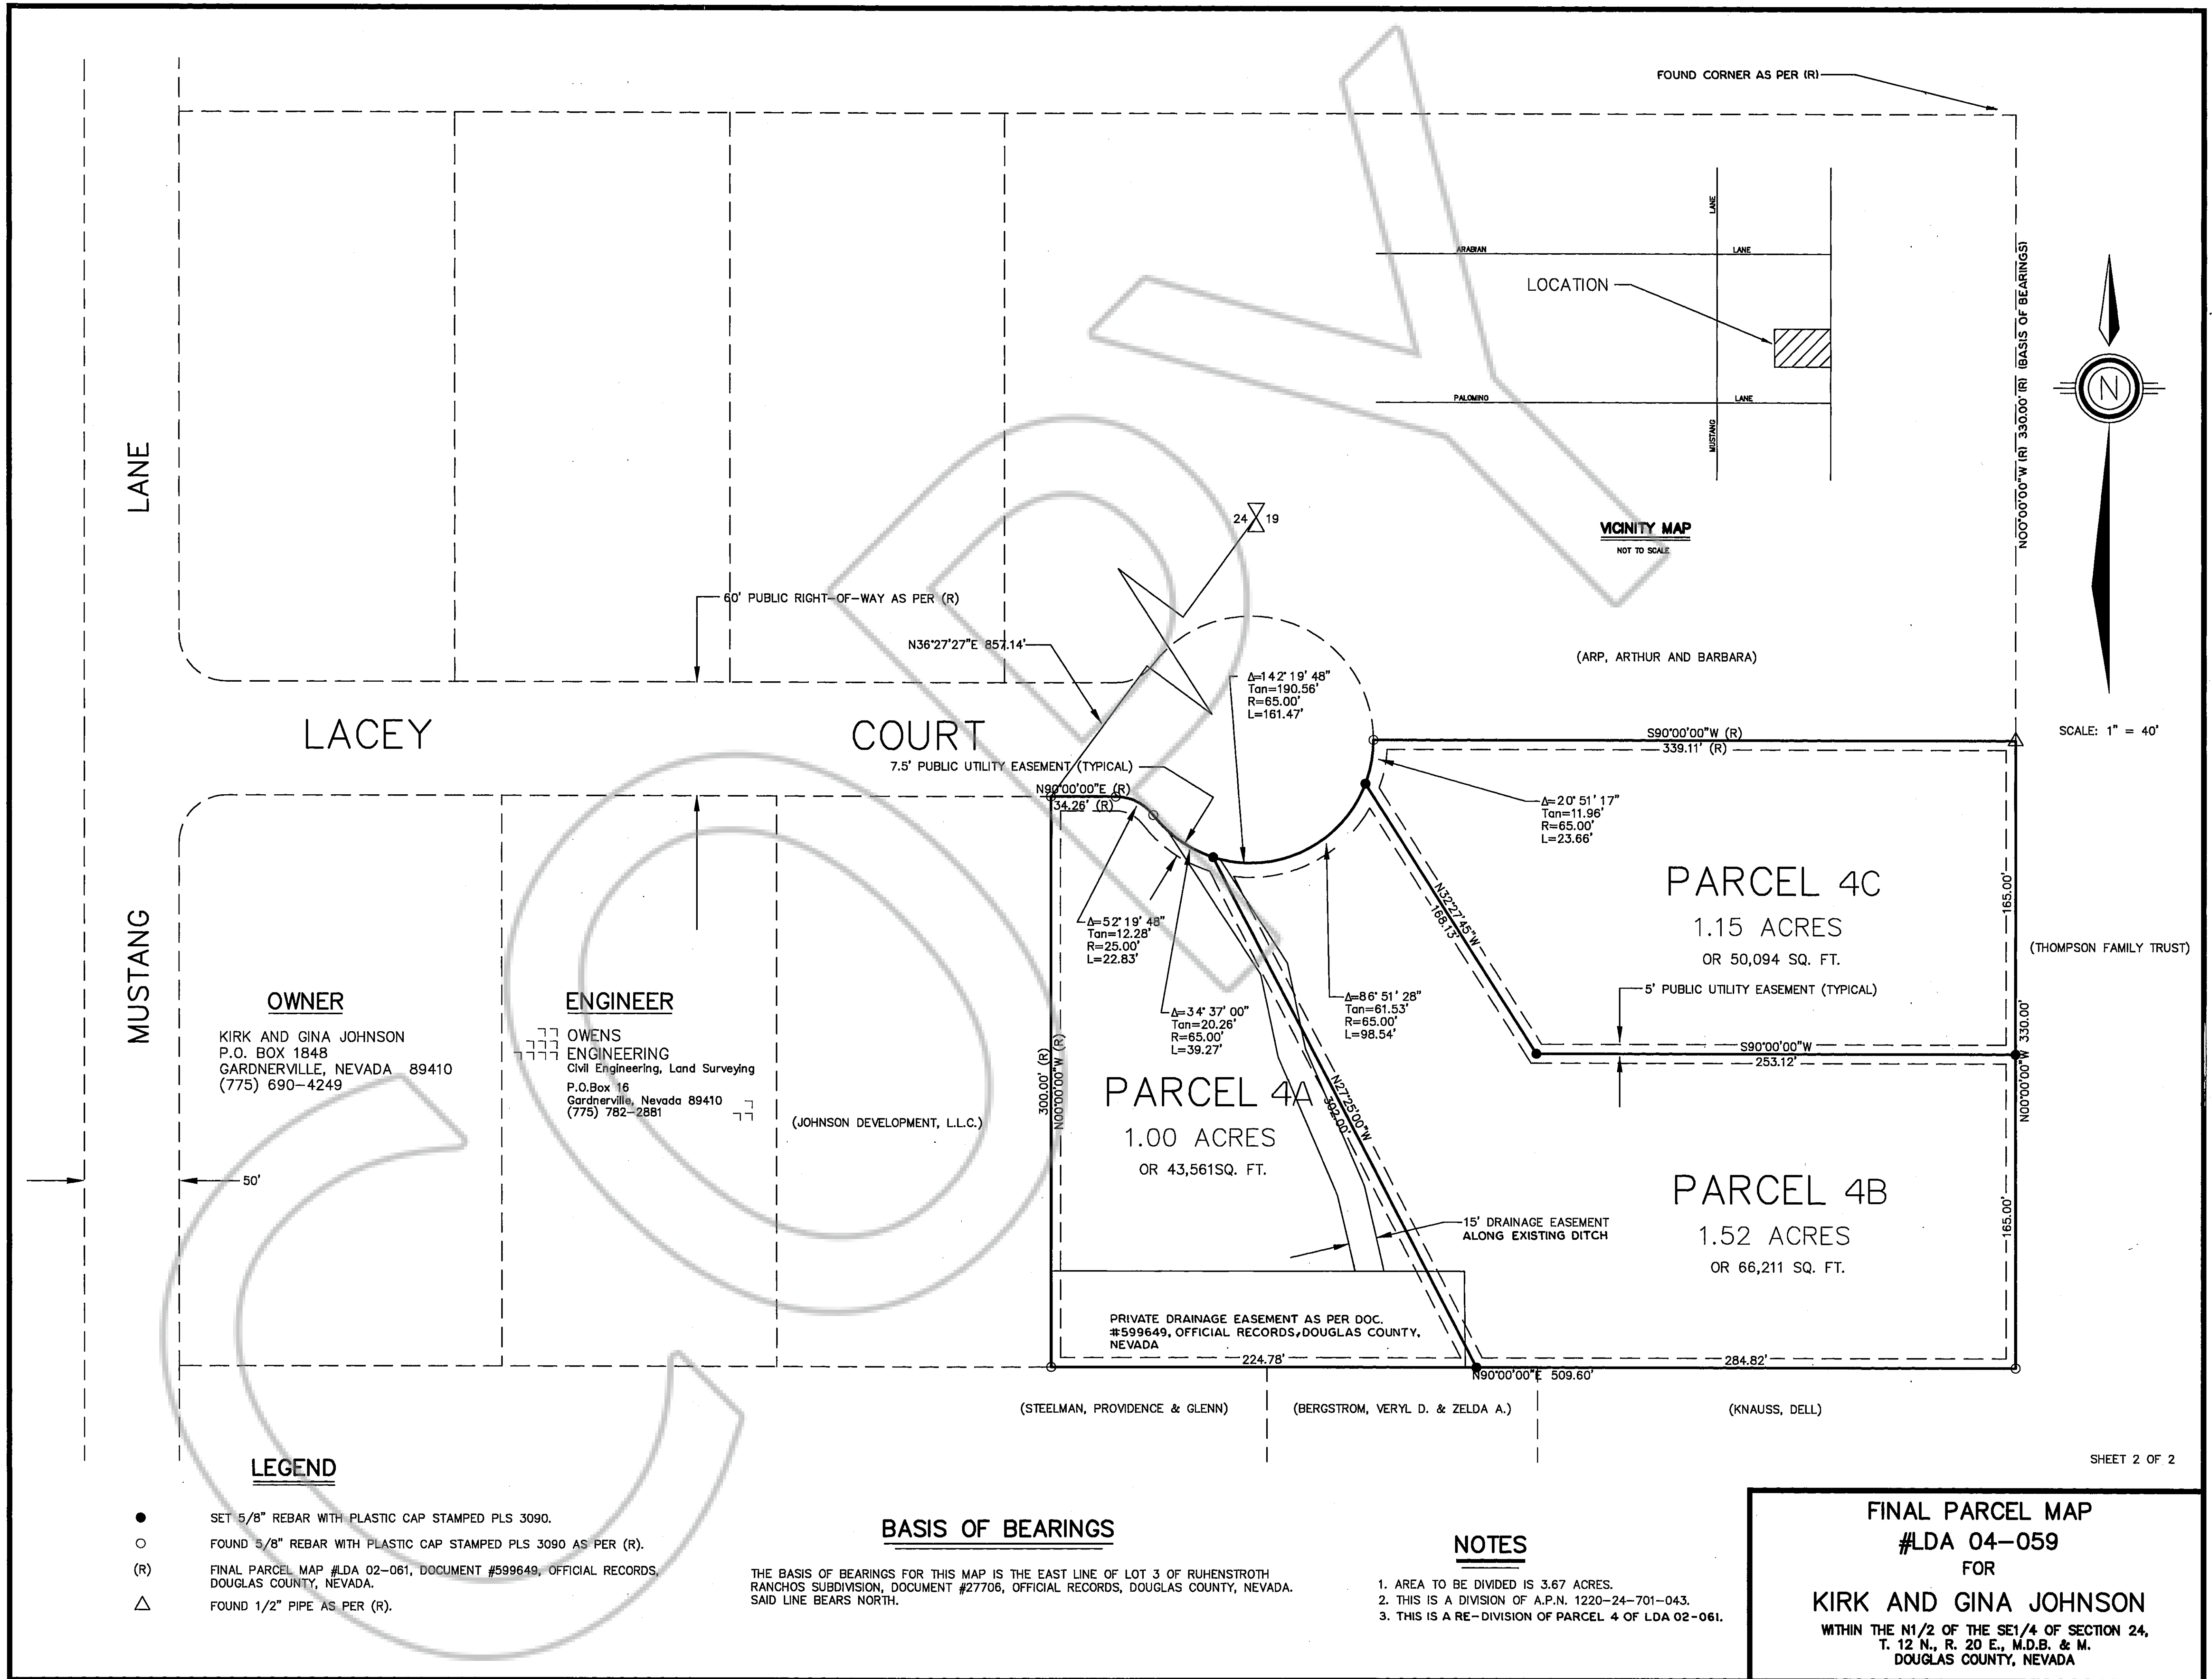 FOUND CORNER AS PER (R)
LANE
ARABIAN
LANE
LOCATION
PALOMINO
LANE
MUSTANG
VICINITY MAP
NOT TO SCALE
N00°00'00"W (R) 330.00' (R) (BASIS OF BEARINGS)
N
SCALE: 1" = 40'
24 19
LANE
60' PUBLIC RIGHT-OF-WAY AS PER (R)
N36°27'27"E 857.14'
(ARP, ARTHUR AND BARBARA)
Δ=142°19'48"
Tan=190.56'
R=65.00'
L=161.47'
LACEY COURT
S90°00'00"W (R)
339.11' (R)
7.5' PUBLIC UTILITY EASEMENT (TYPICAL)
N90°00'00"E (R)
34.26' (R)
Δ=20°51'17"
Tan=11.96'
R=65.00'
L=23.66'
PARCEL 4C
1.15 ACRES
OR 50,094 SQ. FT.
165.00'
(THOMPSON FAMILY TRUST)
N32°27'45"W
168.13'
Δ=52°19'48"
Tan=12.28'
R=25.00'
L=22.83'
MUSTANG
OWNER
KIRK AND GINA JOHNSON
P.O. BOX 1848
GARDNERVILLE, NEVADA 89410
(775) 690-4249
ENGINEER
OWENS
ENGINEERING
Civil Engineering, Land Surveying
P.O.Box 16
Gardnerville, Nevada 89410
(775) 782-2881
(JOHNSON DEVELOPMENT, L.L.C.)
Δ=34°37'00"
Tan=20.26'
R=65.00'
L=39.27'
Δ=86°51'28"
Tan=61.53'
R=65.00'
L=98.54'
5' PUBLIC UTILITY EASEMENT (TYPICAL)
S90°00'00"W
253.12'
N00°00'00"W 330.00'
300.00' (R)
N00°00'00"W (R)
PARCEL 4A
1.00 ACRES
OR 43,561SQ. FT.
N27°25'00"W
302.00'
50'
PARCEL 4B
1.52 ACRES
OR 66,211 SQ. FT.
165.00'
15' DRAINAGE EASEMENT
ALONG EXISTING DITCH
PRIVATE DRAINAGE EASEMENT AS PER DOC.
#599649, OFFICIAL RECORDS, DOUGLAS COUNTY,
NEVADA
224.78'
284.82'
N90°00'00"E 509.60'
(STEELMAN, PROVIDENCE & GLENN)
(BERGSTROM, VERYL D. & ZELDA A.)
(KNAUSS, DELL)
SHEET 2 OF 2
LEGEND
SET 5/8" REBAR WITH PLASTIC CAP STAMPED PLS 3090.
FOUND 5/8" REBAR WITH PLASTIC CAP STAMPED PLS 3090 AS PER (R).
(R) FINAL PARCEL MAP #LDA 02-061, DOCUMENT #599649, OFFICIAL RECORDS,
DOUGLAS COUNTY, NEVADA.
FOUND 1/2" PIPE AS PER (R).
BASIS OF BEARINGS
THE BASIS OF BEARINGS FOR THIS MAP IS THE EAST LINE OF LOT 3 OF RUHENSTROTH
RANCHOS SUBDIVISION, DOCUMENT #27706, OFFICIAL RECORDS, DOUGLAS COUNTY, NEVADA.
SAID LINE BEARS NORTH.
NOTES
1. AREA TO BE DIVIDED IS 3.67 ACRES.
2. THIS IS A DIVISION OF A.P.N. 1220-24-701-043.
3. THIS IS A RE-DIVISION OF PARCEL 4 OF LDA 02-061.
FINAL PARCEL MAP
#LDA 04-059
FOR
KIRK AND GINA JOHNSON
WITHIN THE N1/2 OF THE SE1/4 OF SECTION 24,
T. 12 N., R. 20 E., M.D.B. & M.
DOUGLAS COUNTY, NEVADA
COPY